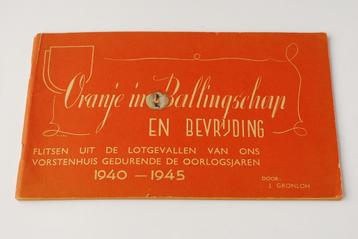 Oranje in Ballingschap
EN BEVRIJDING
FLITSEN UIT DE LOTGEVALLEN VAN ONS
VORSTENHUIS GEDURENDE DE OORLOGSJAREN
1940 — 1945
DOOR:
J. GRONLOH